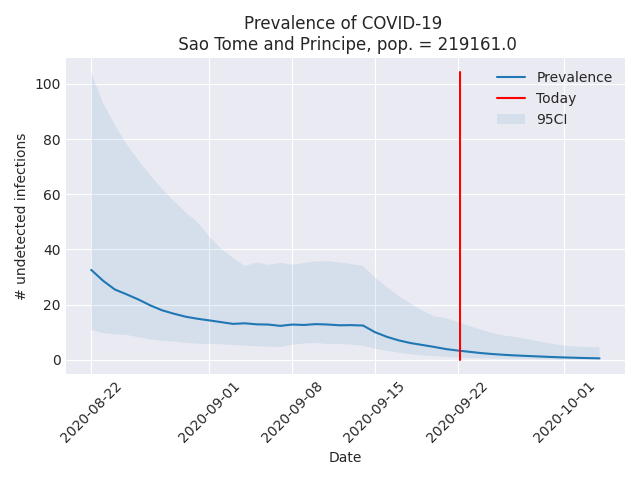 Prevalence of COVID-19
Sao Tome and Principe, pop. = 219161.0
Prevalence
Today
95CI
# undetected infections
100
80
60
40
20
0
2020-08-22
2020-09-01
2020-09-08
2020-09-15
2020-09-22
2020-10-01
Date